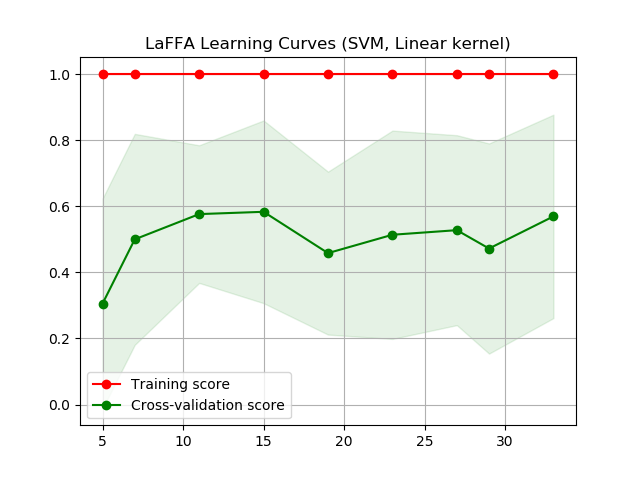 LaFFA Learning Curves (SVM, Linear kernel)
1.0
0.8
0.6
0.4
0.2
0.0
Training score
Cross-validation score
5 10 15 20 25 30